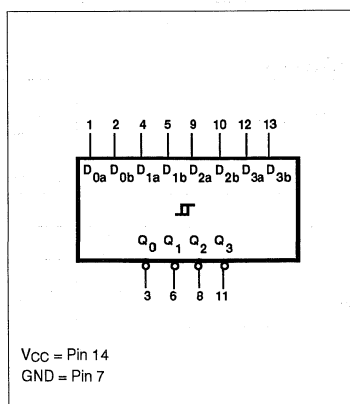 1 2 4 5 9 10 12 13
D0a D0b D1a D1b D2a D2b D3a D3b
Q0 Q1 Q2 Q3
3 6 8 11
VCC = Pin 14
GND = Pin 7